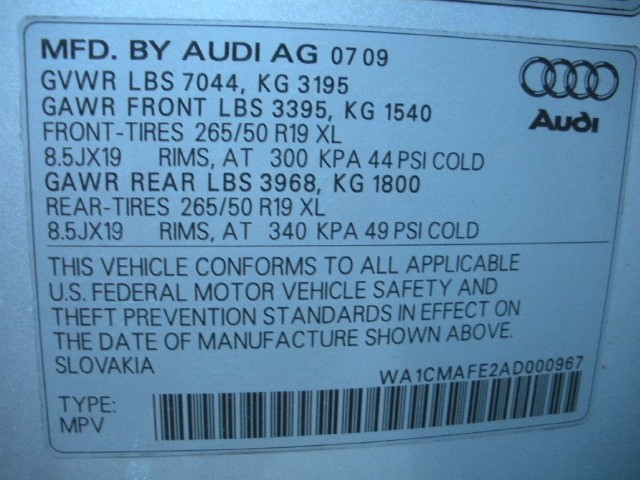 MFD. BY AUDI AG 07 09
GVWR LBS 7044, KG 3195
GAWR FRONT LBS 3395, KG 1540
FRONT-TIRES 265/50 R19 XL
8.5JX19 RIMS, AT 300 KPA 44 PSI COLD
GAWR REAR LBS 3968, KG 1800
REAR-TIRES 265/50 R19 XL
8.5JX19 RIMS, AT 340 KPA 49 PSI COLD
Audi
THIS VEHICLE CONFORMS TO ALL APPLICABLE
U.S. FEDERAL MOTOR VEHICLE SAFETY AND
THEFT PREVENTION STANDARDS IN EFFECT ON
THE DATE OF MANUFACTURE SHOWN ABOVE.
SLOVAKIA
WA1CMAFE2AD000967
TYPE:
MPV